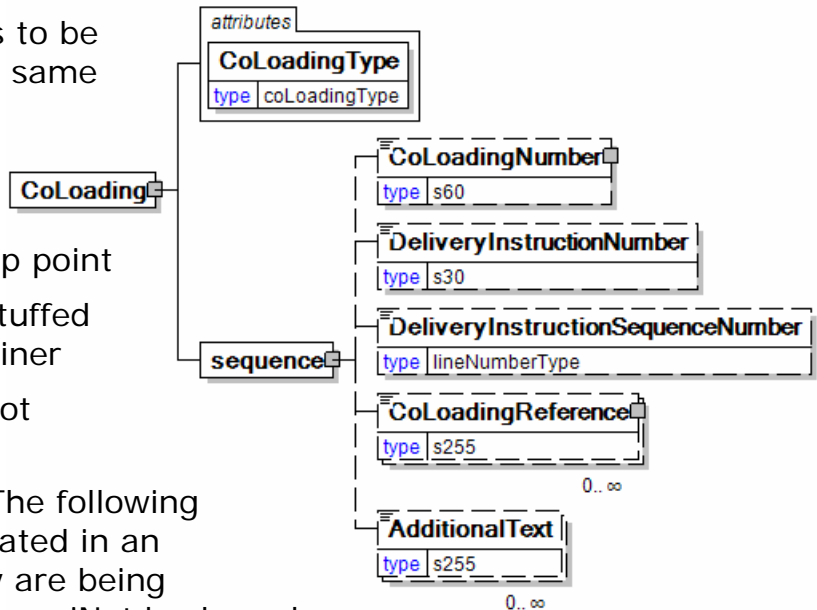 s to be
same
p point
tuffed
iner
ot
The following
ated in an
are being
attributes
CoLoadingType
type coLoadingType
CoLoading
sequence
CoLoadingNumber
type s60
DeliveryInstructionNumber
type s30
DeliveryInstructionSequenceNumber
type lineNumberType
CoLoadingReference
type s255
0.. ∞
AdditionalText
type s255
0.. ∞